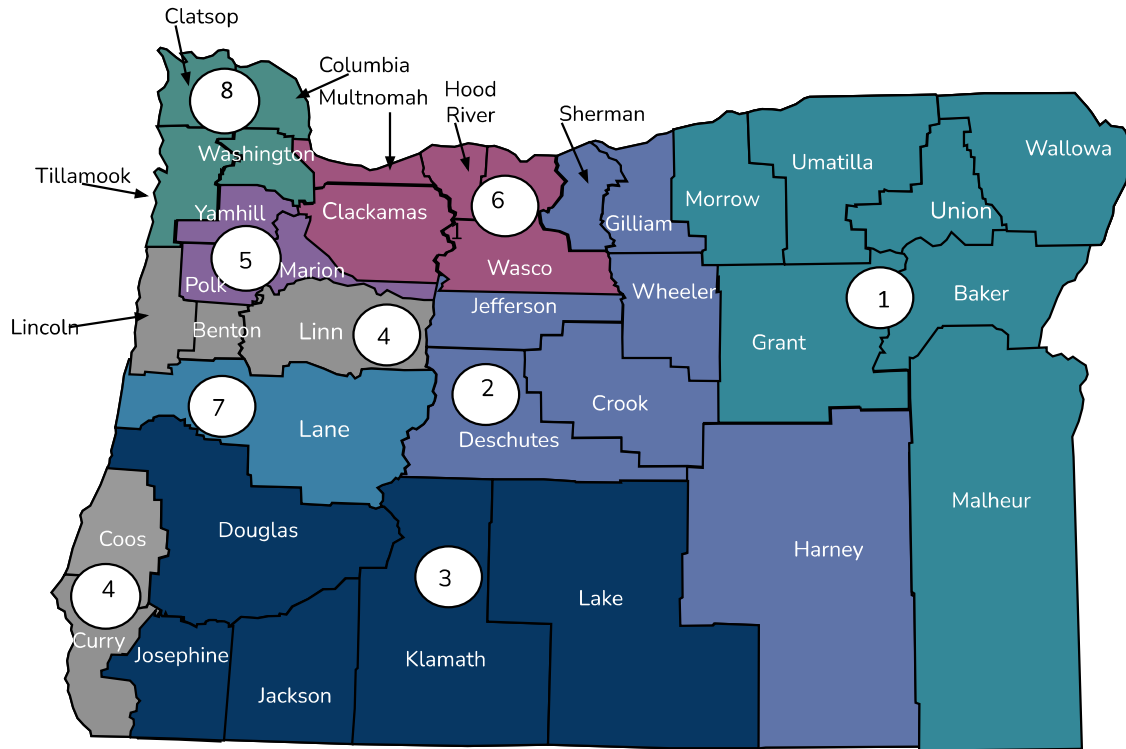 Clatsop
Columbia
8
Multnomah
Hood
River
Sherman
Washington
Tillamook
Umatilla
Wallowa
Morrow
Union
Yamhill
Clackamas
6
Gilliam
I
5
Marion
Polk
Wasco
Wheeler
1
Baker
Jefferson
Lincoln
Benton
Linn
4
Grant
7
2
Crook
Lane
Deschutes
Malheur
Douglas
Coos
Harney
3
4
Lake
Curry
Josephine
Klamath
Jackson